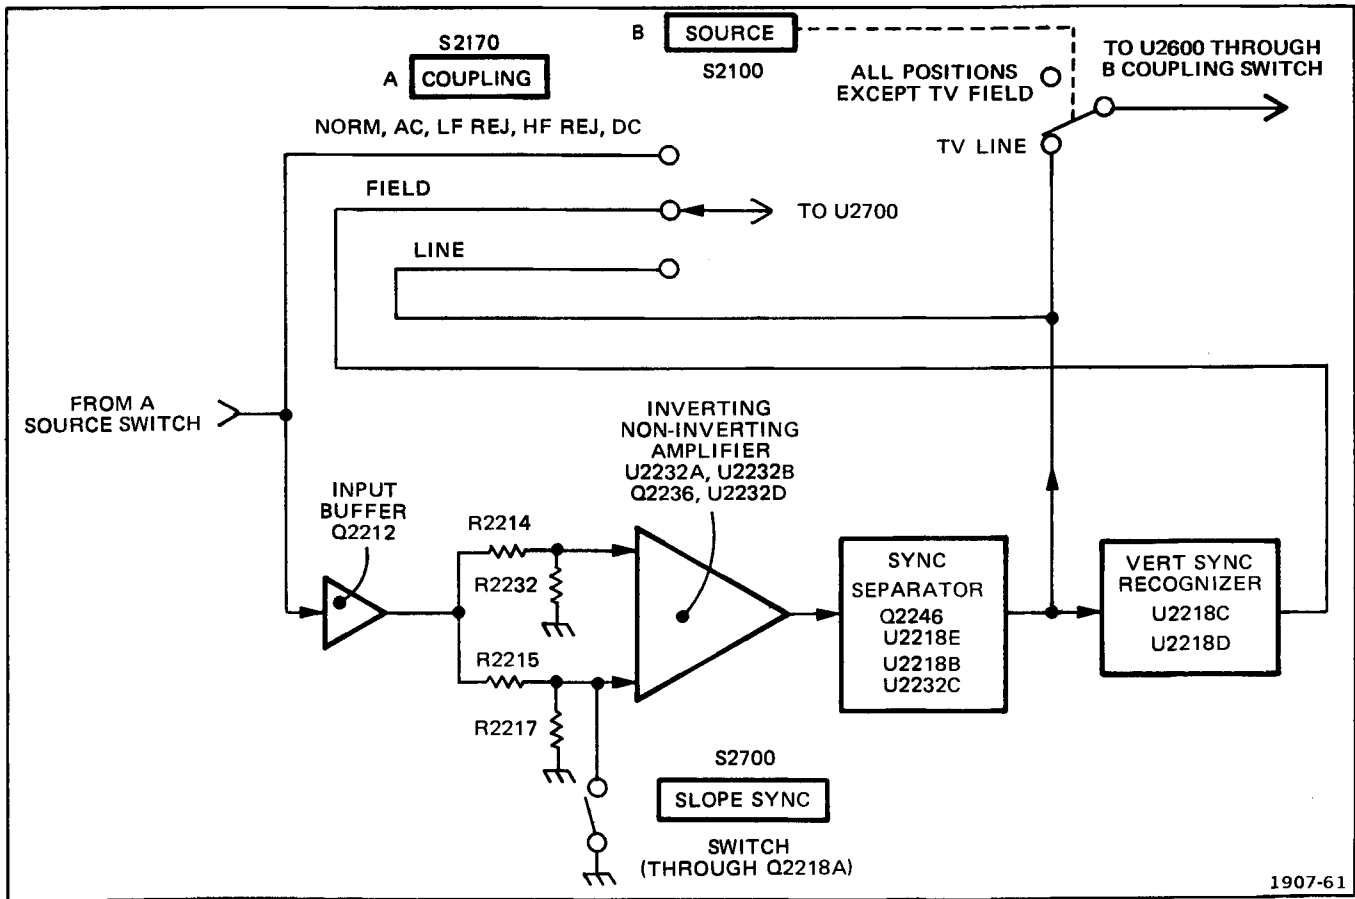 S2170
A COUPLING
NORM, AC, LF REJ, HF REJ, DC
FIELD
TO U2700
LINE
B SOURCE
S2100
ALL POSITIONS
EXCEPT TV FIELD
TV LINE
TO U2600 THROUGH
B COUPLING SWITCH
FROM A
SOURCE SWITCH
INPUT
BUFFER
Q2212
R2214
R2232
R2215
R2217
INVERTING
NON-INVERTING
AMPLIFIER
U2232A, U2232B
Q2236, U2232D
SYNC
SEPARATOR
Q2246
U2218E
U2218B
U2232C
VERT SYNC
RECOGNIZER
U2218C
U2218D
S2700
SLOPE SYNC
SWITCH
(THROUGH Q2218A)
1907-61